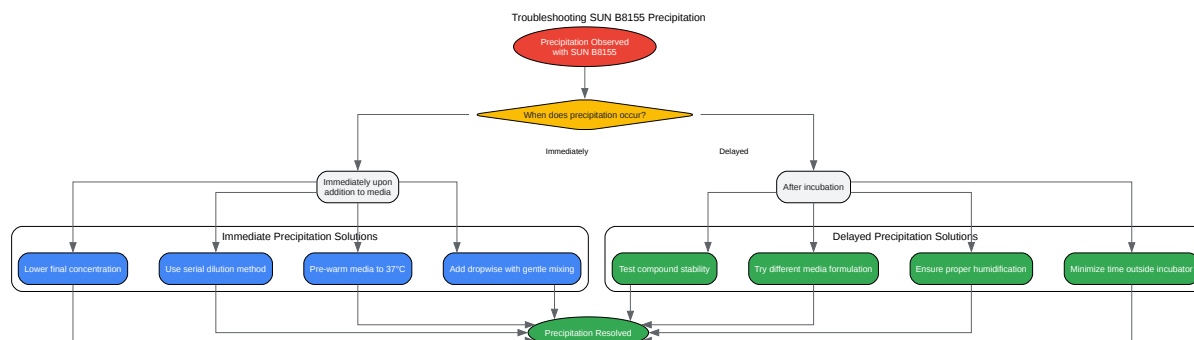 Troubleshooting SUN B8155 Precipitation
Precipitation Observed
with SUN B8155
When does precipitation occur?
Immediately
Delayed
Immediately upon
addition to media
After incubation
Immediate Precipitation Solutions
Delayed Precipitation Solutions
Lower final concentration
Use serial dilution method
Pre-warm media to 37°C
Add dropwise with gentle mixing
Test compound stability
Try different media formulation
Ensure proper humidification
Minimize time outside incubator
Precipitation Resolved